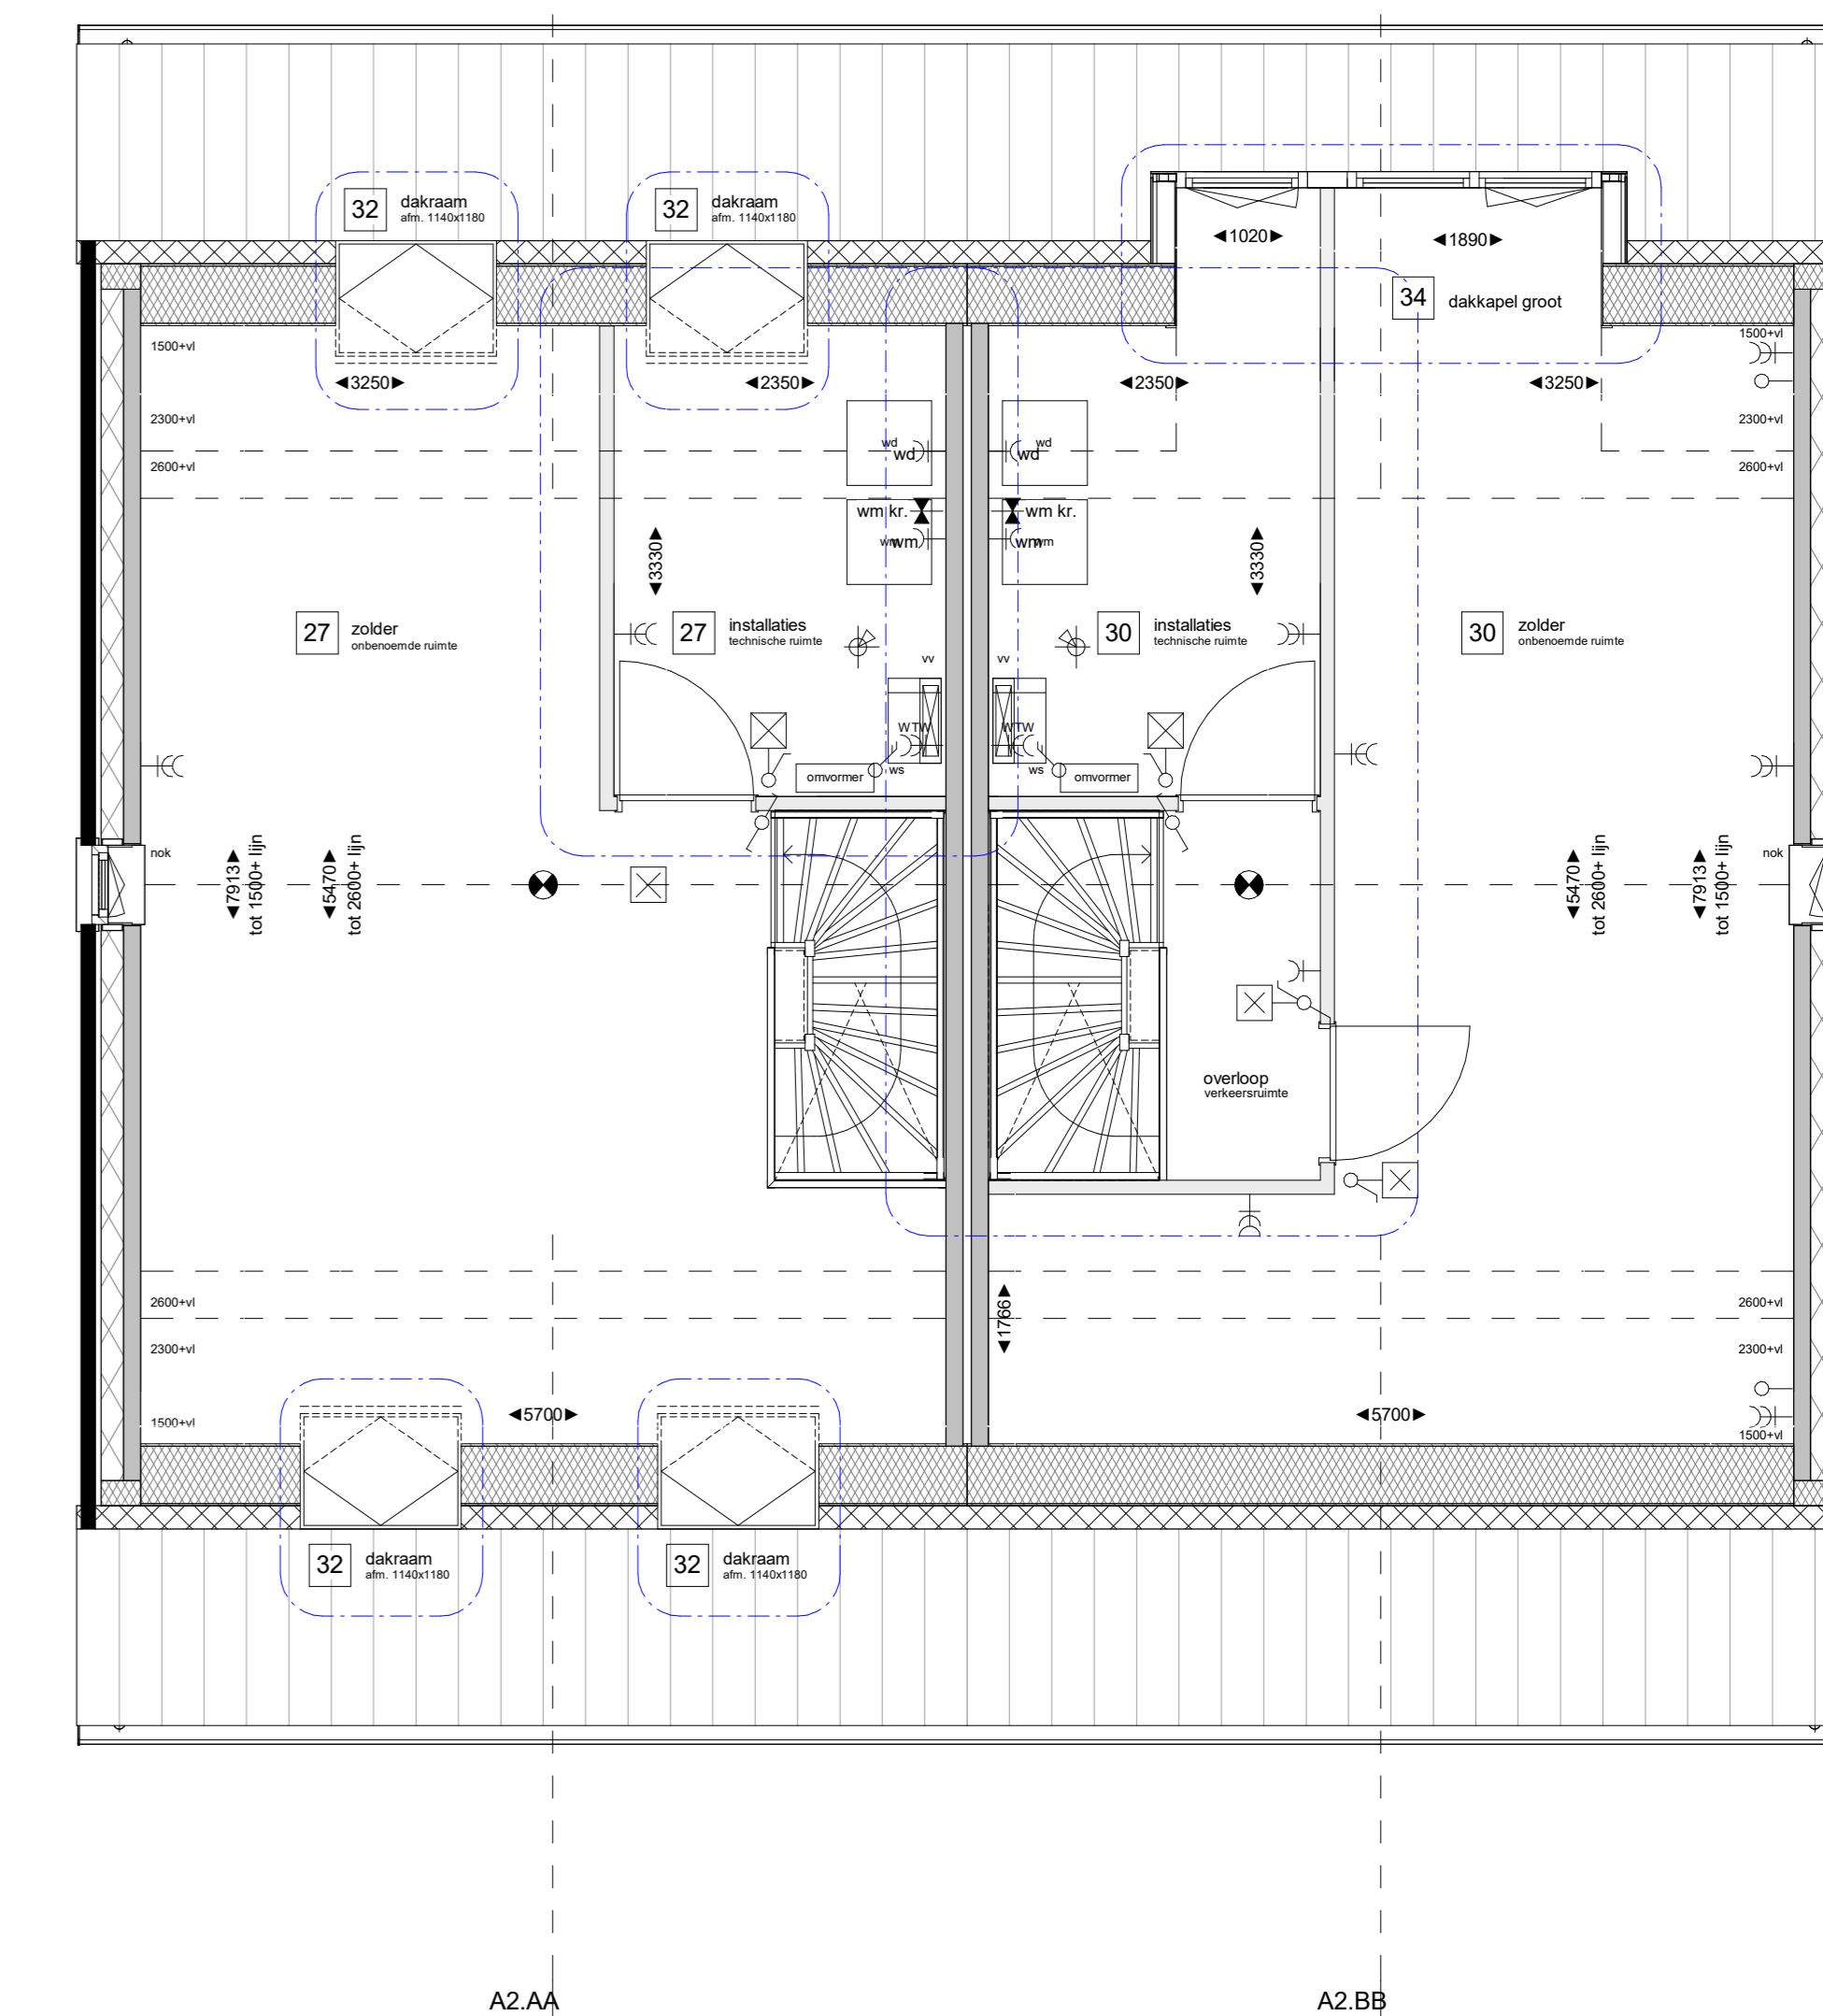 32 dakraam
afm. 1140x1180
32 dakraam
afm. 1140x1180
1020
1890
34 dakkapel groot
1500+vl
1500+vl
3250
2350
2350
3250
2300+vl
2300+vl
wd
wd
wd
wd
2600+vl
2600+vl
wm kr.
wm kr.
wm
wm
wm
wm
3330
3330
27 zolder
onbenoemde ruimte
27 installaties
technische ruimte
30 installaties
technische ruimte
30 zolder
onbenoemde ruimte
vv
vv
WTW
WTW
ws
ws
omvormer
omvormer
nok
nok
7913
tot 1500+ lijn
5470
tot 2600+ lijn
5470
tot 2600+ lijn
7913
tot 1500+ lijn
overloop
verkeersruimte
2600+vl
2600+vl
1766
2300+vl
2300+vl
5700
5700
1500+vl
1500+vl
32 dakraam
afm. 1140x1180
32 dakraam
afm. 1140x1180
A2.AA
A2.BB